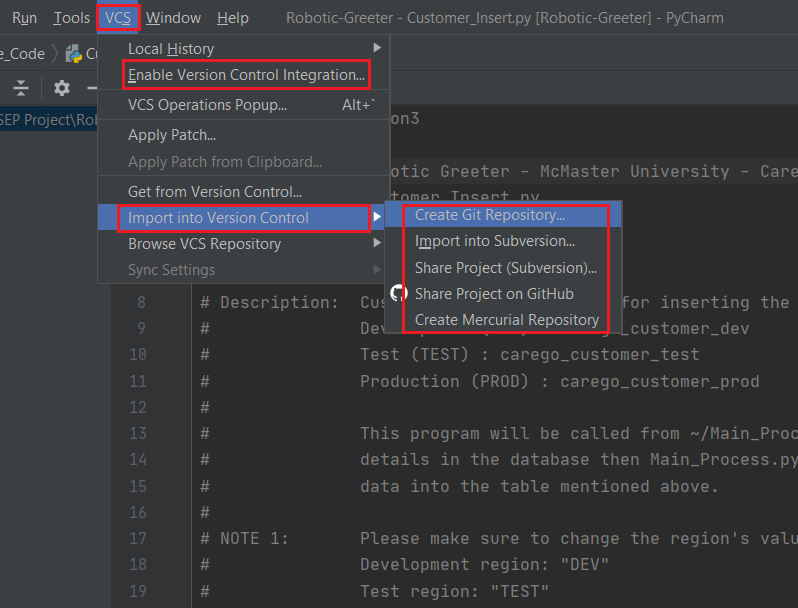 Run Tools VCS Window Help Robotic-Greeter - Customer_Insert.py [Robotic-Greeter] - PyCharm
e_Code
Local History
Enable Version Control Integration...
VCS Operations Popup... Alt+`
SEP Project\Rob
Apply Patch...
Apply Patch from Clipboard...
Get from Version Control...
Import into Version Control
Browse VCS Repository
Sync Settings
on3
otic Greeter - McMaster University - Care
tomer_Insert.py
Create Git Repository...
Import into Subversion...
Share Project (Subversion)...
Share Project on GitHub
Create Mercurial Repository
8 # Description: Cus for inserting the
9 # Dev carego_customer_dev
10 # Test (TEST) : carego_customer_test
11 # Production (PROD) : carego_customer_prod
12 #
13 # This program will be called from ~/Main_Proc
14 # details in the database then Main_Process.py
15 # data into the table mentioned above.
16 #
17 # NOTE 1: Please make sure to change the region's valu
18 # Development region: "DEV"
19 # Test region: "TEST"